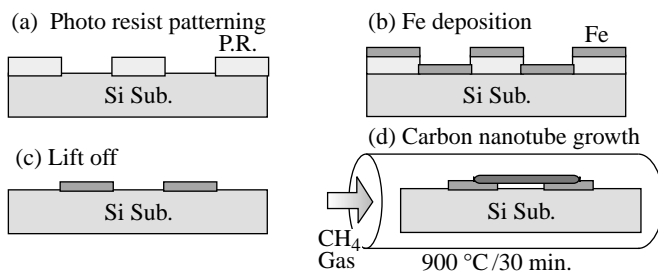 (a) Photo resist patterning
P.R.
Si Sub.
(b) Fe deposition
Fe
Si Sub.
(c) Lift off
Si Sub.
(d) Carbon nanotube growth
Si Sub.
CH4
Gas
900 °C/30 min.